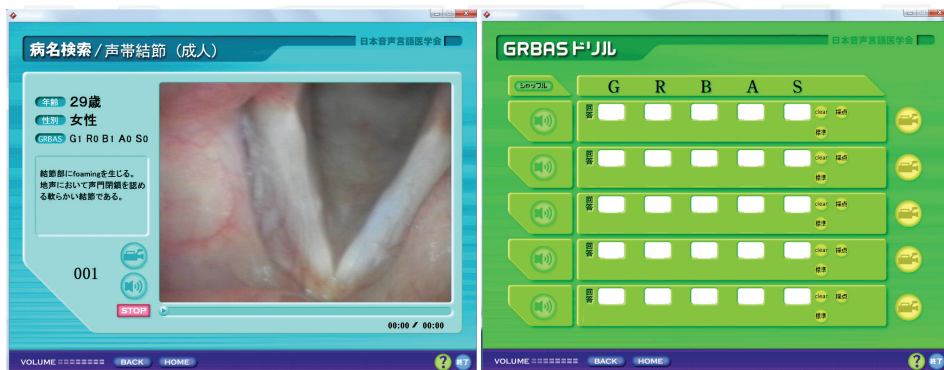 病名検索/声帯結節（成人）
日本音声言語医学会
年齢 29歳
性別 女性
GRBAS G1 R0 B1 A0 S0
結節部にfoamingを生じる。
地声において声門閉鎖を認め
る軟らかい結節である。
001
STOP
00:00 / 00:00
VOLUME ======== BACK HOME ? 終了
GRBASドリル
日本音声言語医学会
シャッフル G R B A S
回答 clear 採点
標準
回答 clear 採点
標準
回答 clear 採点
標準
回答 clear 採点
標準
回答 clear 採点
標準
VOLUME ======== BACK HOME ? 終了